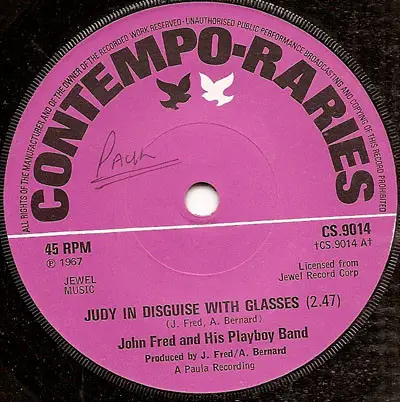 ALL RIGHTS OF THE MANUFACTURER AND OF THE OWNER OF THE RECORDED WORK RESERVED · UNAUTHORISED PUBLIC PERFORMANCE BROADCASTING AND COPYING OF THIS RECORD PROHIBITED
CONTEMPO-RARIES
Paul
45 RPM
℗ 1967
JEWEL
MUSIC
CS.9014
†CS.9014 A†
Licensed from
Jewel Record Corp
JUDY IN DISGUISE WITH GLASSES (2.47)
(J. Fred, A. Bernard)
John Fred and His Playboy Band
Produced by J. Fred/A. Bernard
A Paula Recording